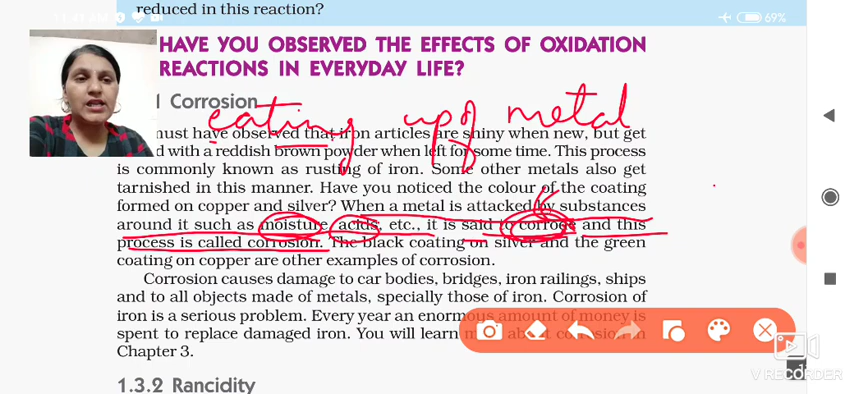 reduced in this reaction?
69%
HAVE YOU OBSERVED THE EFFECTS OF OXIDATION
REACTIONS IN EVERYDAY LIFE?
Corrosion
eating up of metal
must have observed that iron articles are shiny when new, but get
with a reddish brown powder when left for some time. This process
is commonly known as rusting of iron. Some other metals also get
tarnished in this manner. Have you noticed the colour of the coating
formed on copper and silver? When a metal is attacked by substances
around it such as moisture, acids, etc., it is said to corrode and this
process is called corrosion. The black coating on silver and the green
coating on copper are other examples of corrosion.
Corrosion causes damage to car bodies, bridges, iron railings, ships
and to all objects made of metals, specially those of iron. Corrosion of
iron is a serious problem. Every year an enormous amount of money is
spent to replace damaged iron. You will learn more about corrosion in
Chapter 3.
V RECORDER
1.3.2 Rancidity